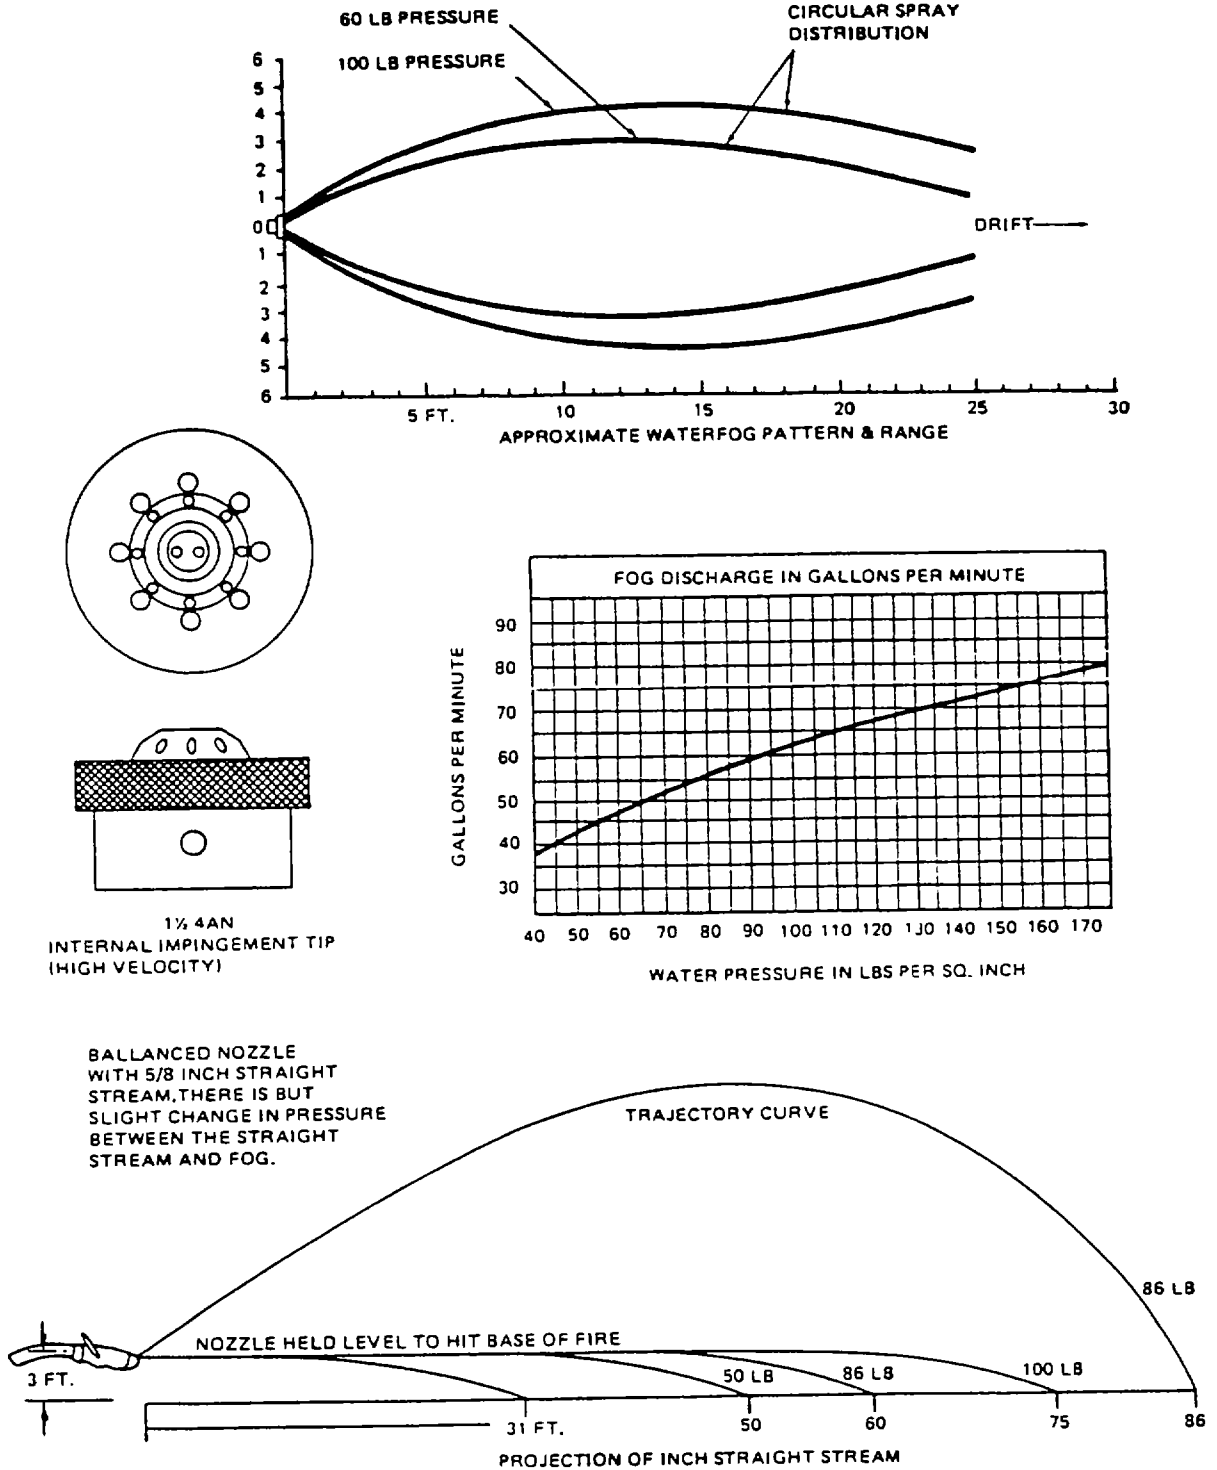 60 LB PRESSURE
CIRCULAR SPRAY
DISTRIBUTION
100 LB PRESSURE
6
5
4
3
2
1
0
1
2
3
4
5
6
DRIFT
5 FT.
10
15
20
25
30
APPROXIMATE WATERFOG PATTERN & RANGE
FOG DISCHARGE IN GALLONS PER MINUTE
GALLONS PER MINUTE
90
80
70
60
50
40
30
40 50 60 70 80 90 100 110 120 130 140 150 160 170
WATER PRESSURE IN LBS PER SQ. INCH
1½ 4AN
INTERNAL IMPINGEMENT TIP
(HIGH VELOCITY)
BALLANCED NOZZLE
WITH 5/8 INCH STRAIGHT
STREAM, THERE IS BUT
SLIGHT CHANGE IN PRESSURE
BETWEEN THE STRAIGHT
STREAM AND FOG.
TRAJECTORY CURVE
86 LB
NOZZLE HELD LEVEL TO HIT BASE OF FIRE
3 FT.
50 LB
86 LB
100 LB
31 FT.
50
60
75
86
PROJECTION OF INCH STRAIGHT STREAM